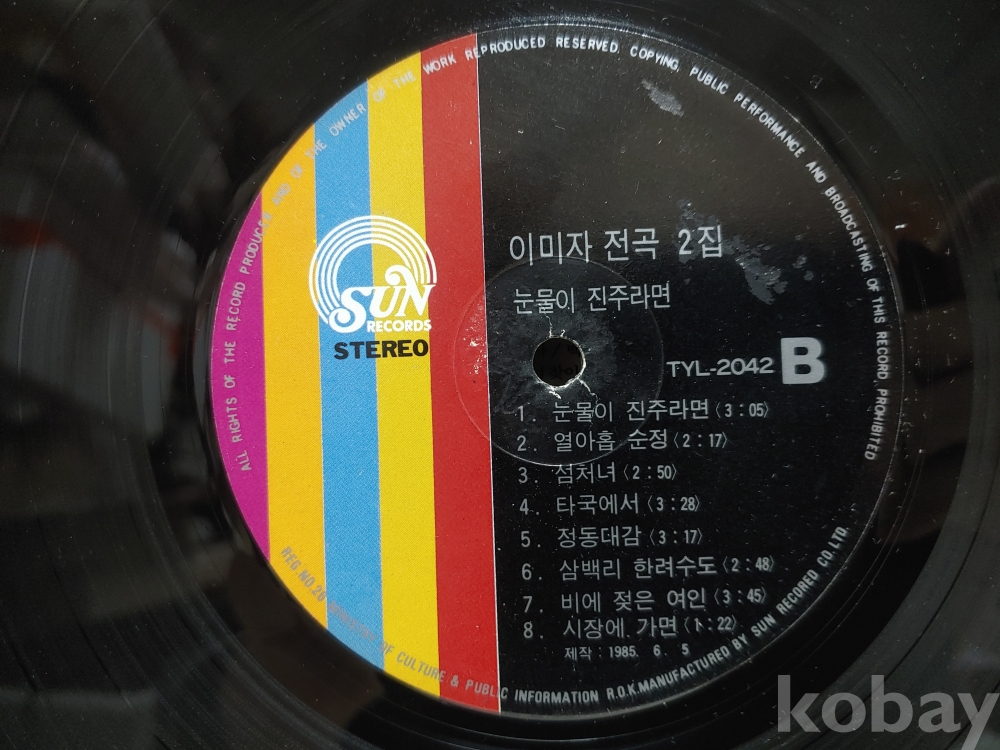 ALL RIGHTS OF THE RECORD PRODUCER AND OF THE OWNER OF THE WORK REPRODUCED RESERVED. COPYING, PUBLIC PERFORMANCE AND BROADCASTING OF THIS RECORD PROHIBITED
SUN
RECORDS
STEREO
이미자 전곡 2집
눈물이 진주라면
TYL-2042 B
1. 눈물이 진주라면 〈3:05〉
2. 열아홉 순정 〈2:17〉
3. 섬처녀 〈2:50〉
4. 타국에서 〈3:28〉
5. 정동대감 〈3:17〉
6. 삼백리 한려수도 〈2:48〉
7. 비에 젖은 여인 〈3:45〉
8. 시장에 가면 〈1:22〉
제작:1985. 6. 5
REG.NO.26 MINISTRY OF CULTURE & PUBLIC INFORMATION R.O.K. MANUFACTURED BY SUN RECORED CO. LTD.
kobay